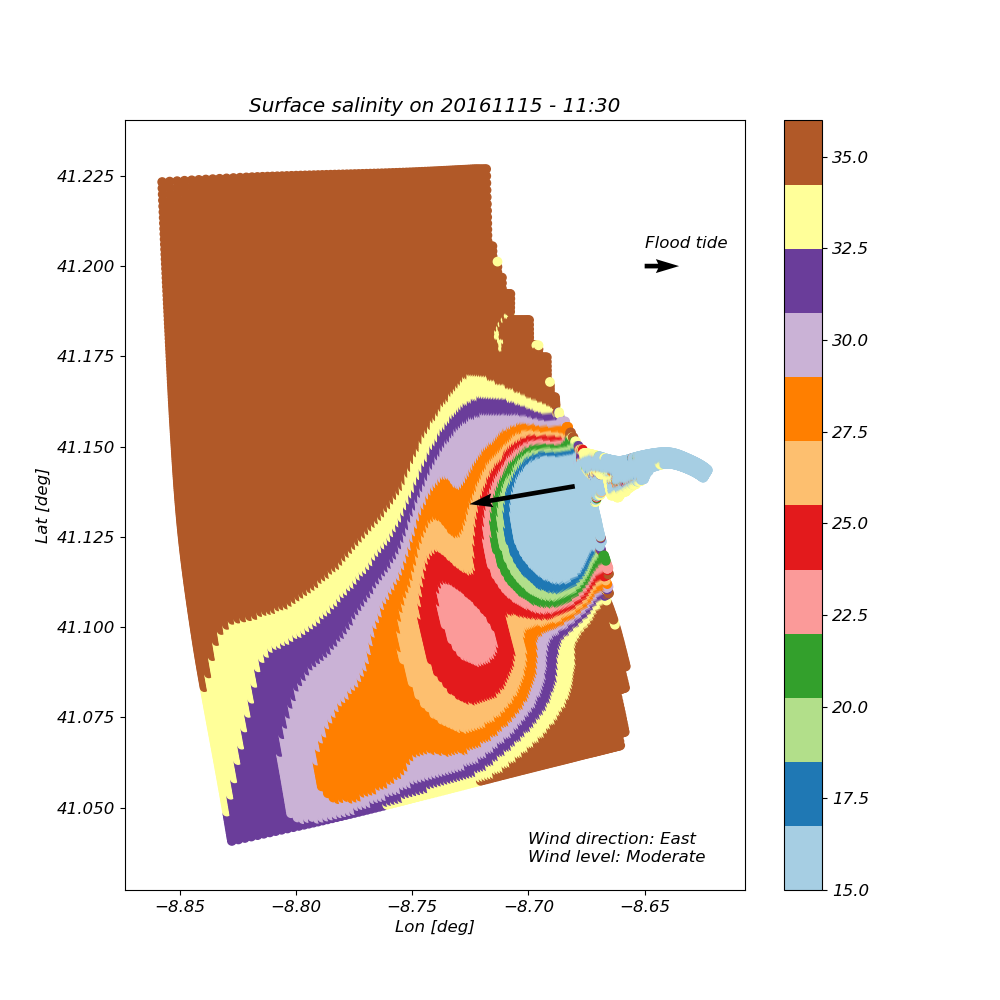 Surface salinity on 20161115 - 11:30
41.225
41.200
41.175
41.150
41.125
41.100
41.075
41.050
Lat [deg]
Flood tide
Wind direction: East
Wind level: Moderate
−8.85 −8.80 −8.75 −8.70 −8.65
Lon [deg]
35.0
32.5
30.0
27.5
25.0
22.5
20.0
17.5
15.0